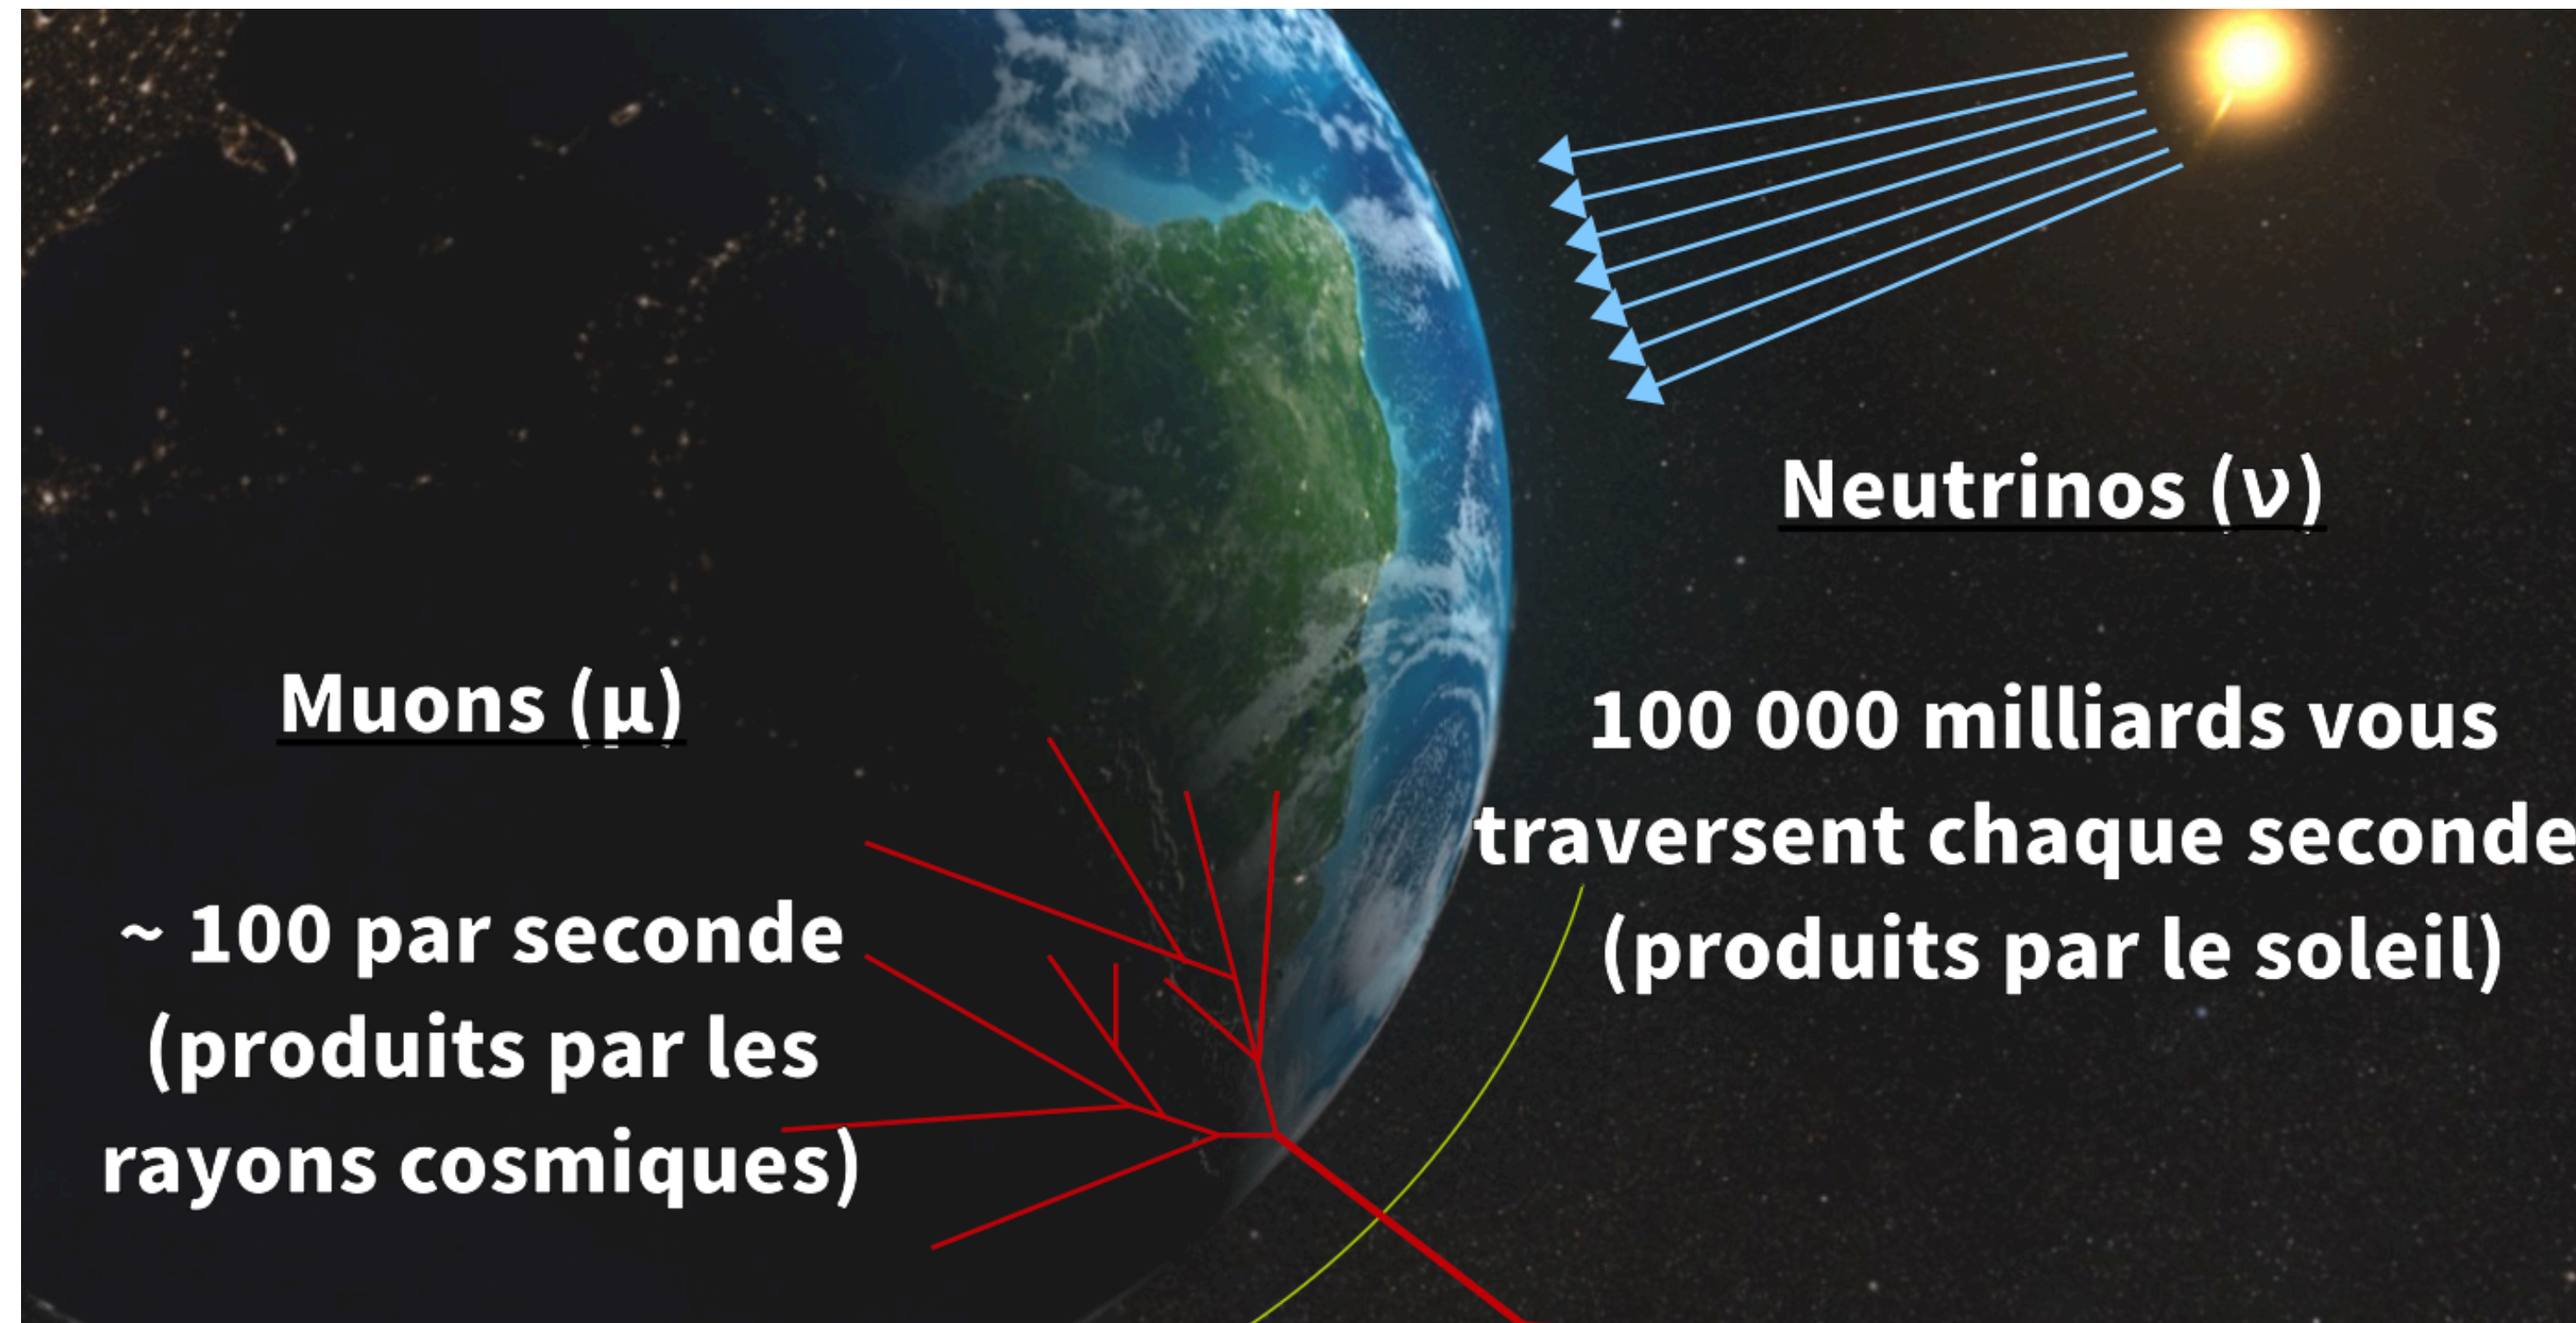 Muons (μ)
~ 100 par seconde
(produits par les
rayons cosmiques)
Neutrinos (ν)
100 000 milliards vous
traversent chaque seconde
(produits par le soleil)